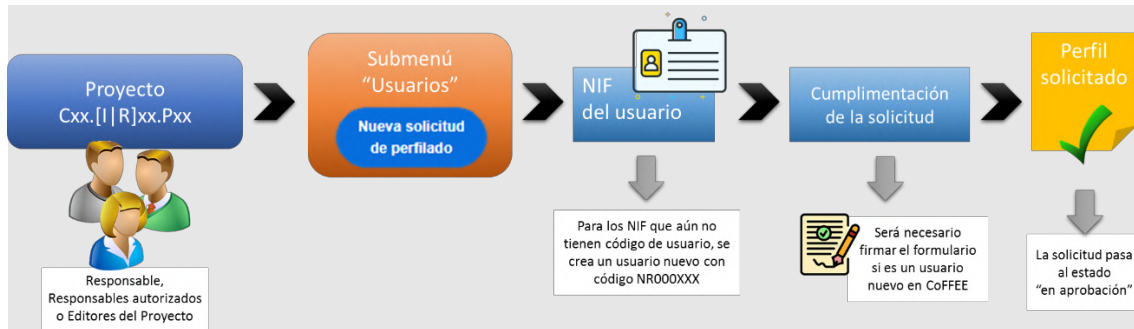 Proyecto
Cxx.[I|R]xx.Pxx
Submenú
“Usuarios”
Nueva solicitud
de perfilado
NIF
del usuario
Cumplimentación
de la solicitud
Perfil
solicitado
Responsable,
Responsables autorizados
o Editores del Proyecto
Para los NIF que aún no
tienen código de usuario, se
crea un usuario nuevo con
código NR000XXX
Será necesario
firmar el formulario
si es un usuario
nuevo en CoFFEE
La solicitud pasa
al estado
“en aprobación”